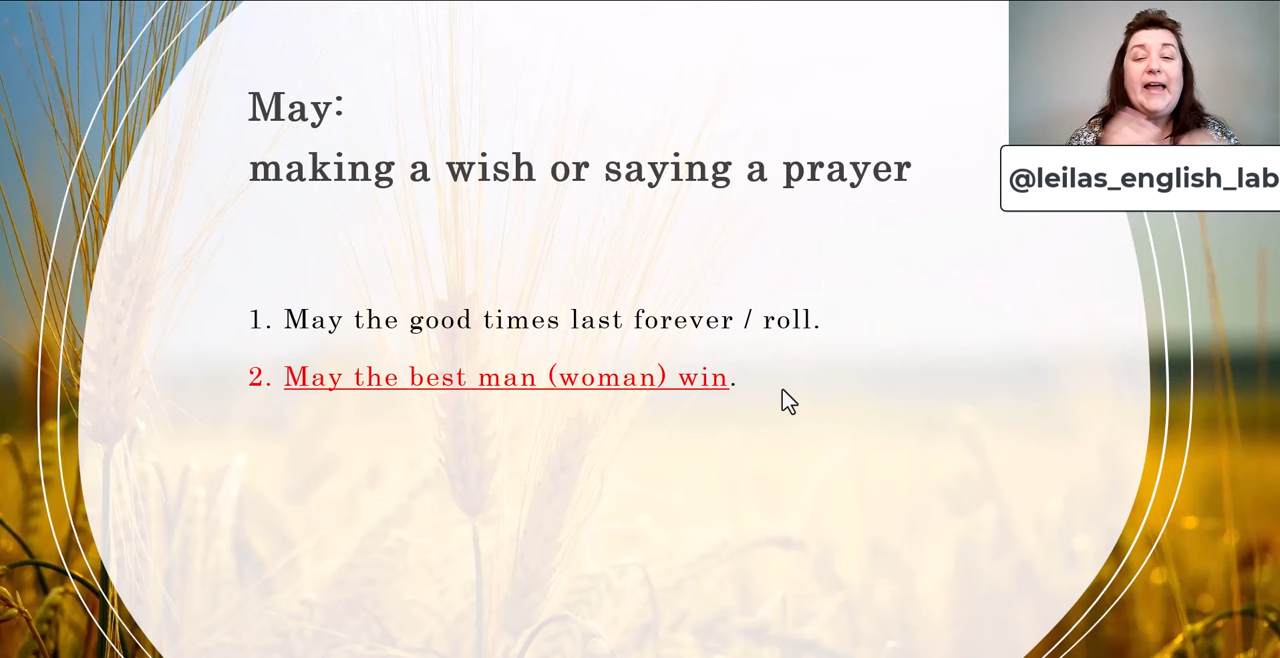 May:
making a wish or saying a prayer
@leilas_english_lab
1. May the good times last forever / roll.
2. May the best man (woman) win.